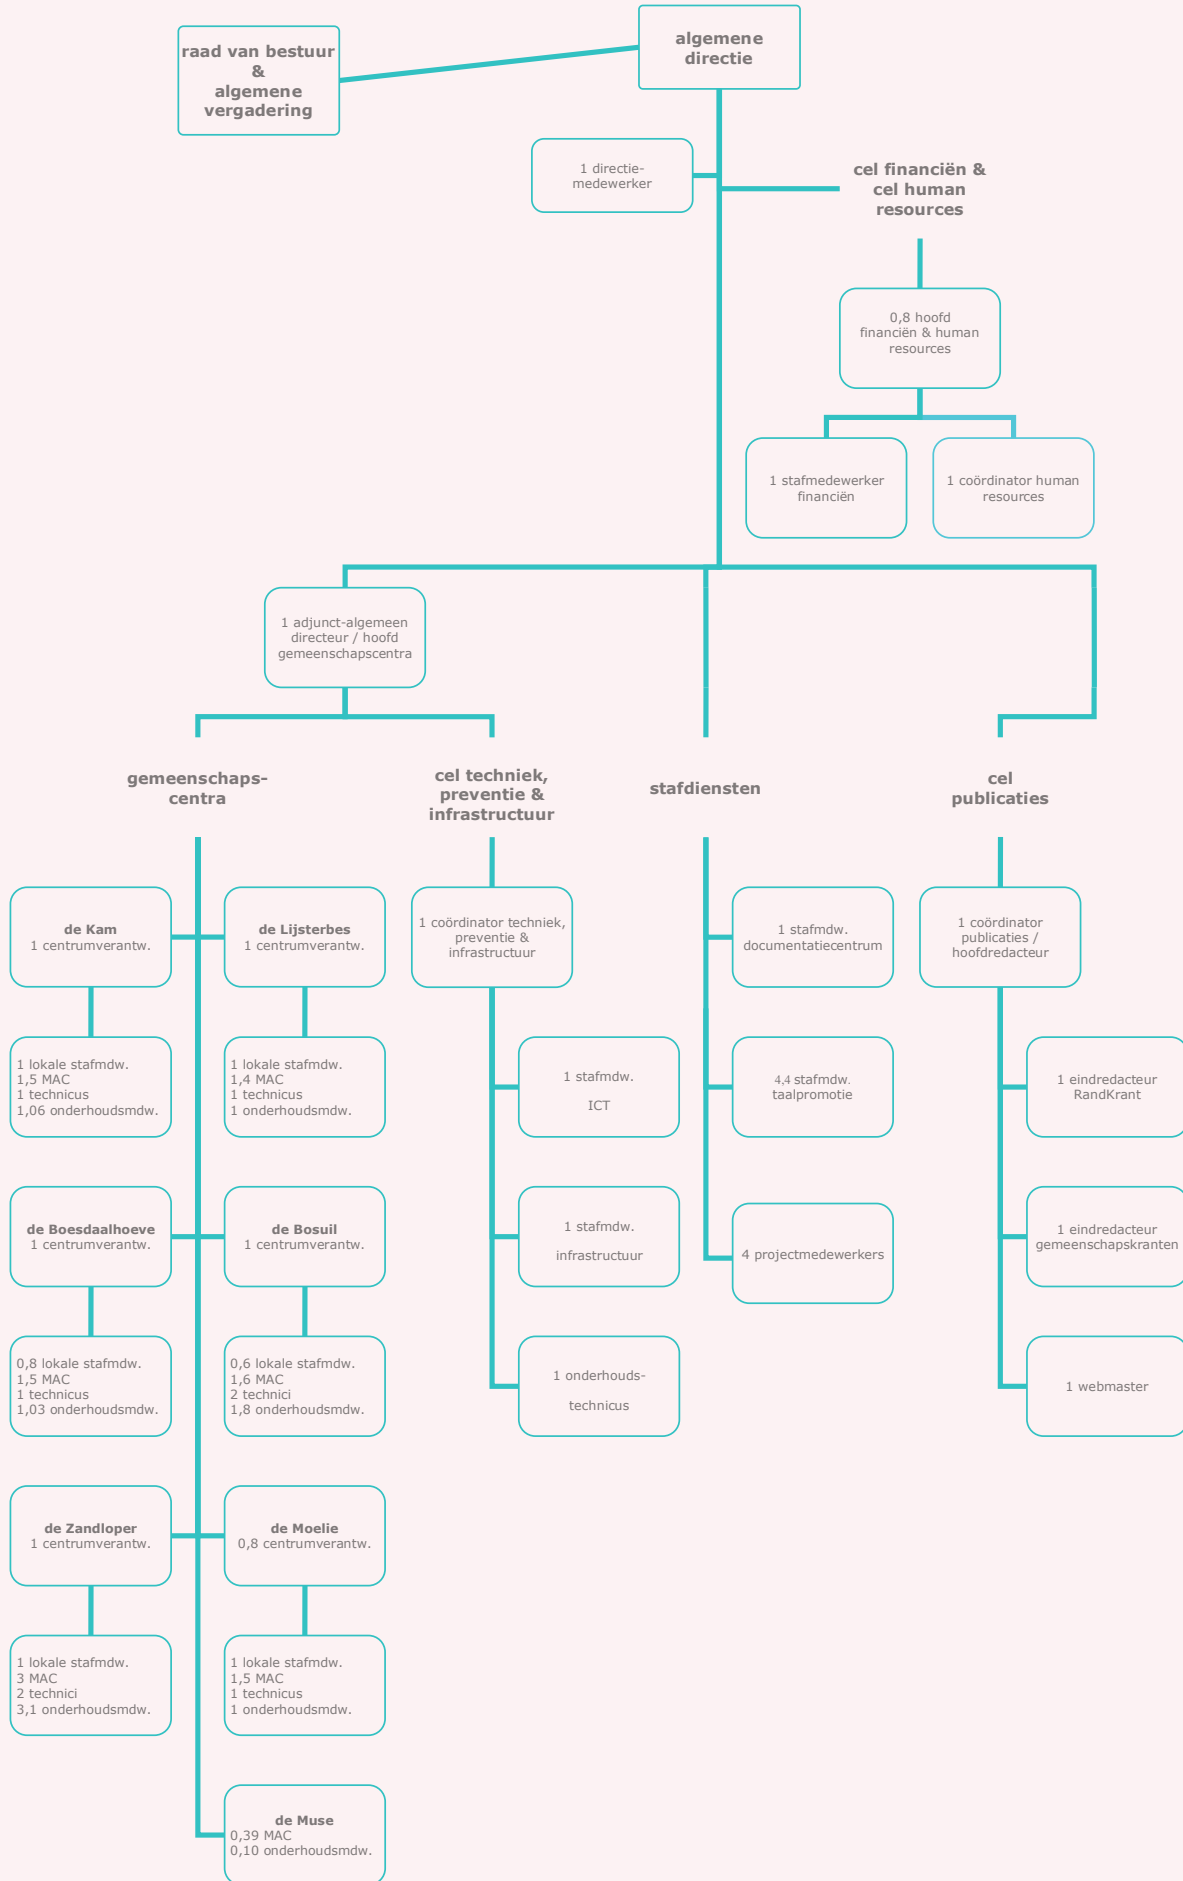 raad van bestuur
&
algemene
vergadering
algemene
directie
1 directie-
medewerker
cel financiën &
cel human
resources
0,8 hoofd
financiën & human
resources
1 stafmedewerker
financiën
1 coördinator human
resources
1 adjunct-algemeen
directeur / hoofd
gemeenschapscentra
gemeenschaps-
centra
cel techniek,
preventie &
infrastructuur
stafdiensten
cel
publicaties
de Kam
1 centrumverantw.
de Lijsterbes
1 centrumverantw.
1 coördinator techniek,
preventie &
infrastructuur
1 stafmdw.
documentatiecentrum
1 coördinator
publicaties /
hoofdredacteur
1 lokale stafmdw.
1,5 MAC
1 technicus
1,06 onderhoudsmdw.
1 lokale stafmdw.
1,4 MAC
1 technicus
1 onderhoudsmdw.
1 stafmdw.
ICT
4,4 stafmdw.
taalpromotie
1 eindredacteur
RandKrant
de Boesdaalhoeve
1 centrumverantw.
de Bosuil
1 centrumverantw.
1 stafmdw.
infrastructuur
4 projectmedewerkers
1 eindredacteur
gemeenschapskranten
0,8 lokale stafmdw.
1,5 MAC
1 technicus
1,03 onderhoudsmdw.
0,6 lokale stafmdw.
1,6 MAC
2 technici
1,8 onderhoudsmdw.
1 onderhouds-
technicus
1 webmaster
de Zandloper
1 centrumverantw.
de Moelie
0,8 centrumverantw.
1 lokale stafmdw.
3 MAC
2 technici
3,1 onderhoudsmdw.
1 lokale stafmdw.
1,5 MAC
1 technicus
1 onderhoudsmdw.
de Muse
0,39 MAC
0,10 onderhoudsmdw.